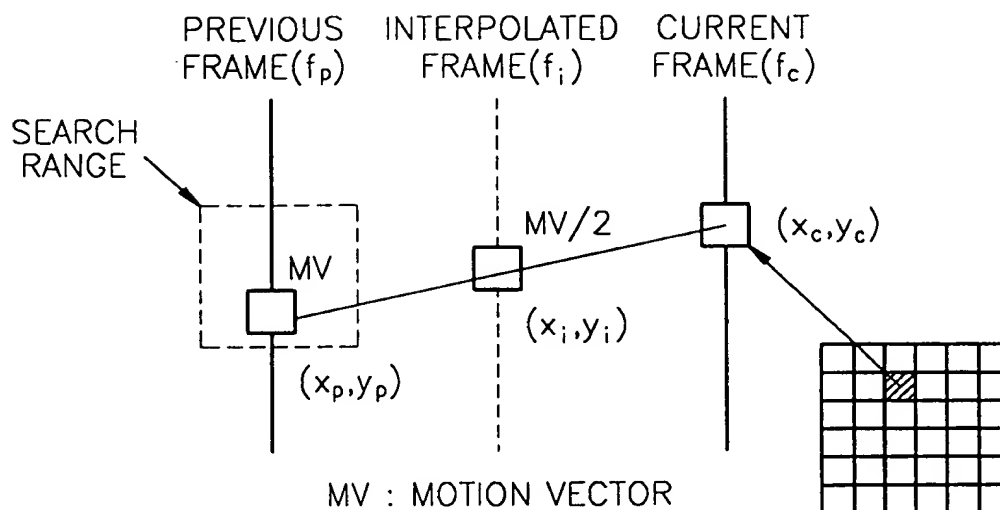 PREVIOUS
FRAME(fp)
INTERPOLATED
FRAME(fi)
CURRENT
FRAME(fc)
SEARCH
RANGE
MV
MV/2
(xc,yc)
(xi,yi)
(xp,yp)
MV : MOTION VECTOR